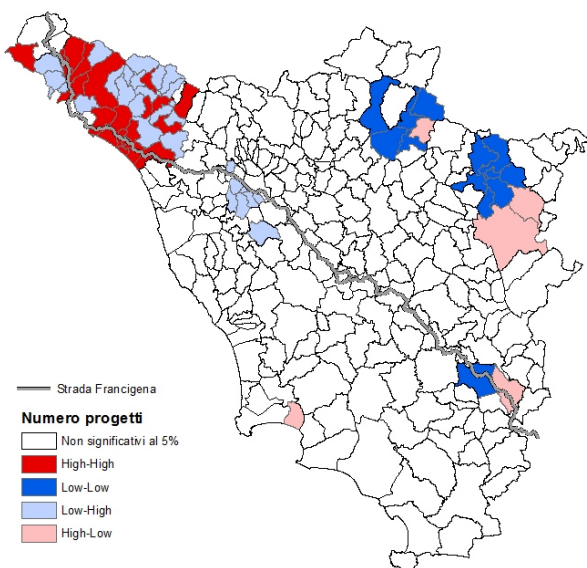 Strada Francigena
Numero progetti
Non significativi al 5%
High-High
Low-Low
Low-High
High-Low